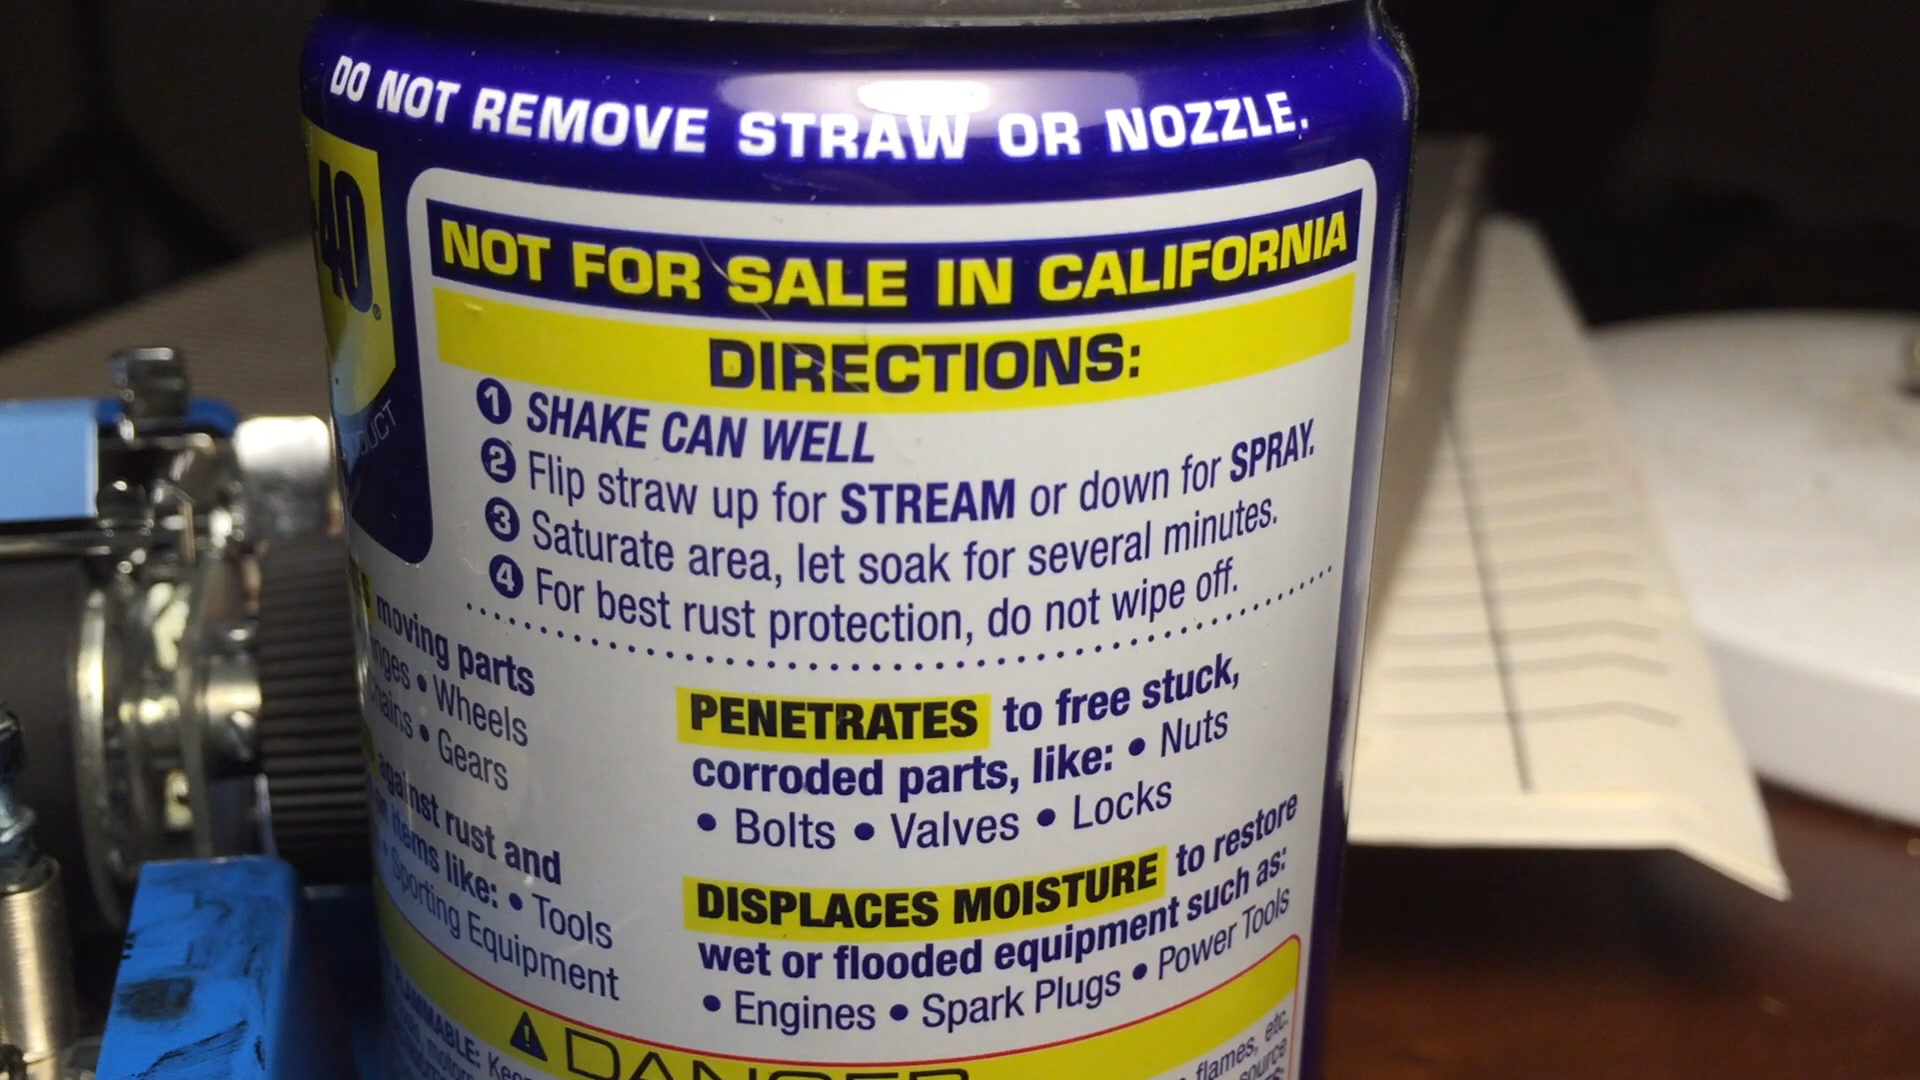 DO NOT REMOVE STRAW OR NOZZLE.
40®
NOT FOR SALE IN CALIFORNIA
DIRECTIONS:
1 SHAKE CAN WELL
2 Flip straw up for STREAM or down for SPRAY.
3 Saturate area, let soak for several minutes.
4 For best rust protection, do not wipe off.
moving parts
• Wheels
• Gears
against rust and
items like: • Tools
• Sporting Equipment
PENETRATES to free stuck,
corroded parts, like: • Nuts
• Bolts • Valves • Locks
DISPLACES MOISTURE to restore
wet or flooded equipment such as:
• Engines • Spark Plugs • Power Tools
DANGER
flames, etc.